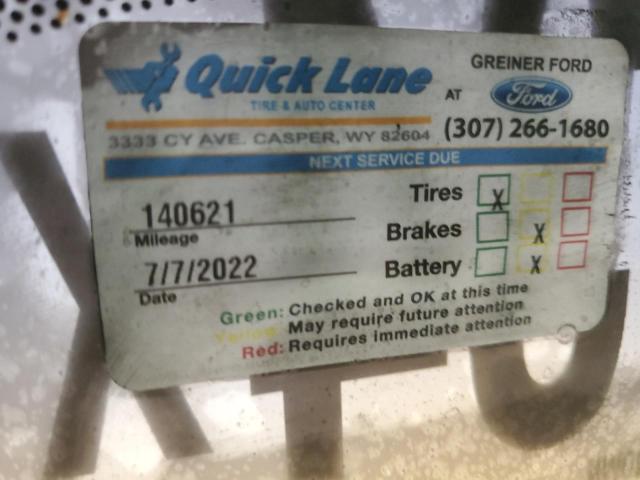 Quick Lane
TIRE & AUTO CENTER
AT
GREINER FORD
Ford
3333 CY AVE. CASPER, WY 82604
(307) 266-1680
NEXT SERVICE DUE
140621
Mileage
7/7/2022
Date
Tires X
Brakes X
Battery X
Green: Checked and OK at this time
Yellow: May require future attention
Red: Requires immediate attention